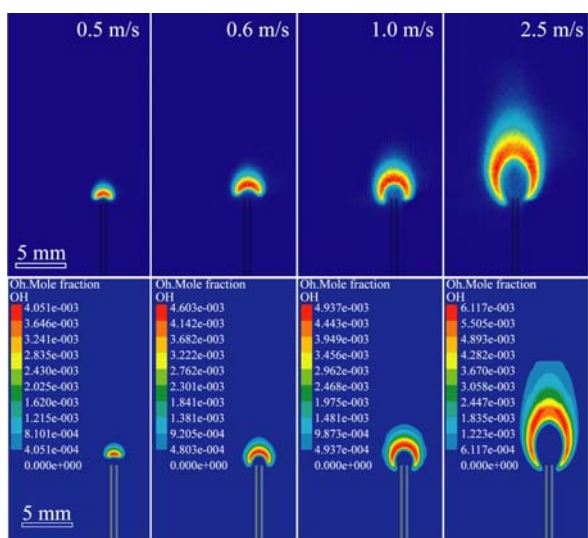 0.5 m/s
0.6 m/s
1.0 m/s
2.5 m/s
5 mm
Oh.Mole fraction
OH
4.051e-003
3.646e-003
3.241e-003
2.835e-003
2.430e-003
2.025e-003
1.620e-003
1.215e-003
8.101e-004
4.051e-004
0.000e+000
Oh.Mole fraction
OH
4.603e-003
4.142e-003
3.682e-003
3.222e-003
2.762e-003
2.301e-003
1.841e-003
1.381e-003
9.205e-004
4.803e-004
0.000e+000
Oh.Mole fraction
OH
4.937e-003
4.443e-003
3.949e-003
3.456e-003
2.962e-003
2.468e-003
1.975e-003
1.481e-003
9.873e-004
4.937e-004
0.000e+000
Oh.Mole fraction
OH
6.117e-003
5.505e-003
4.893e-003
4.282e-003
3.670e-003
3.058e-003
2.447e-003
1.835e-003
1.223e-003
6.117e-004
0.000e+000
5 mm